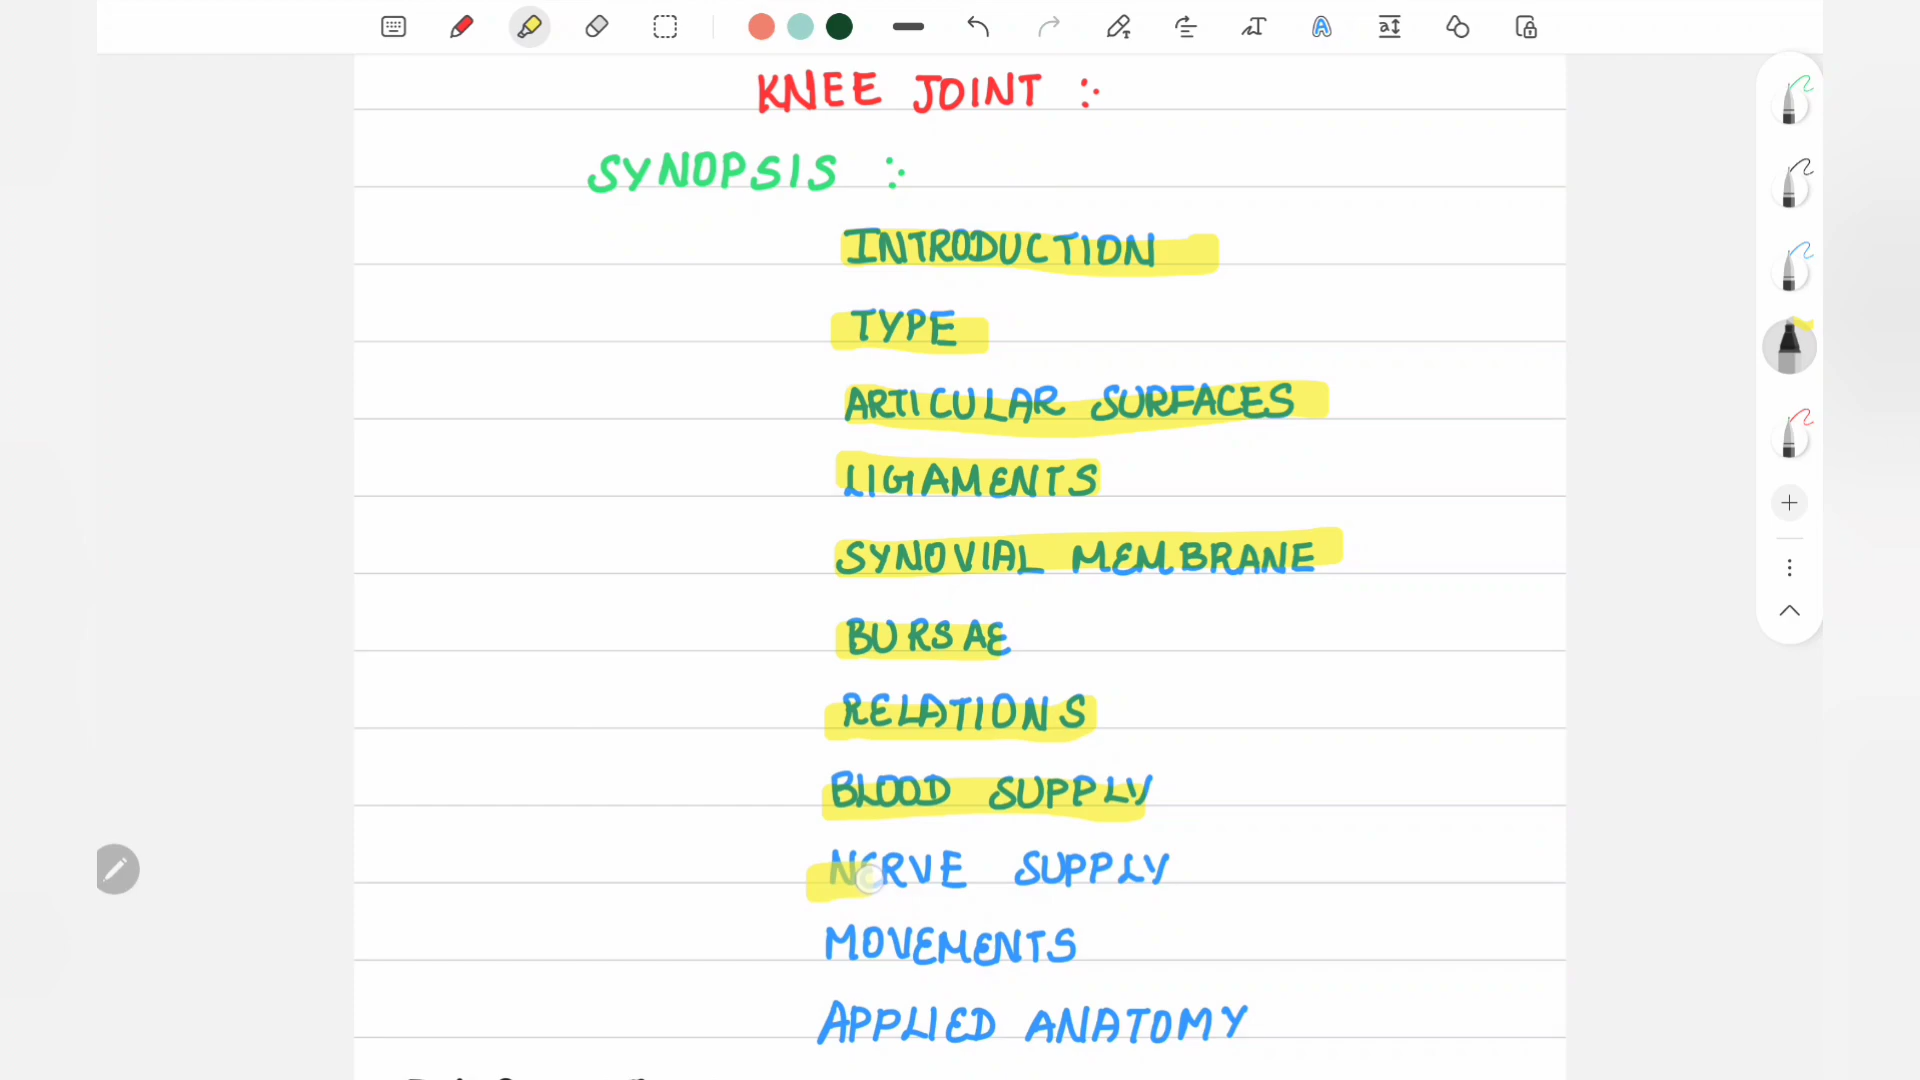 KNEE JOINT :-
SYNOPSIS :-
INTRODUCTION
TYPE
ARTICULAR SURFACES
LIGAMENTS
SYNOVIAL MEMBRANE
BURSAE
RELATIONS
BLOOD SUPPLY
NERVE SUPPLY
MOVEMENTS
APPLIED ANATOMY